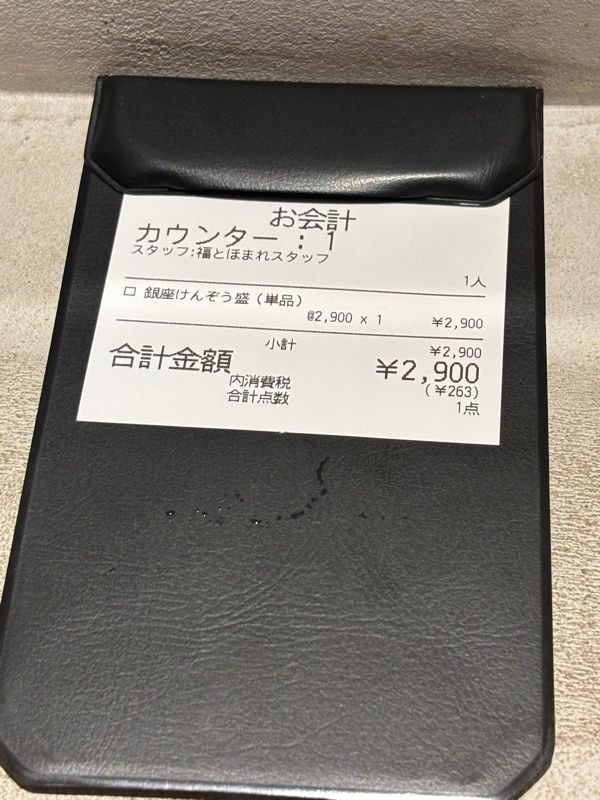 お会計
カウンター : 1
スタッフ:福とほまれスタッフ
1人
□ 銀座けんぞう盛(単品)
@2,900 x 1 ¥2,900
小計 ¥2,900
合計金額 ¥2,900
内消費税 (¥263)
合計点数 1点